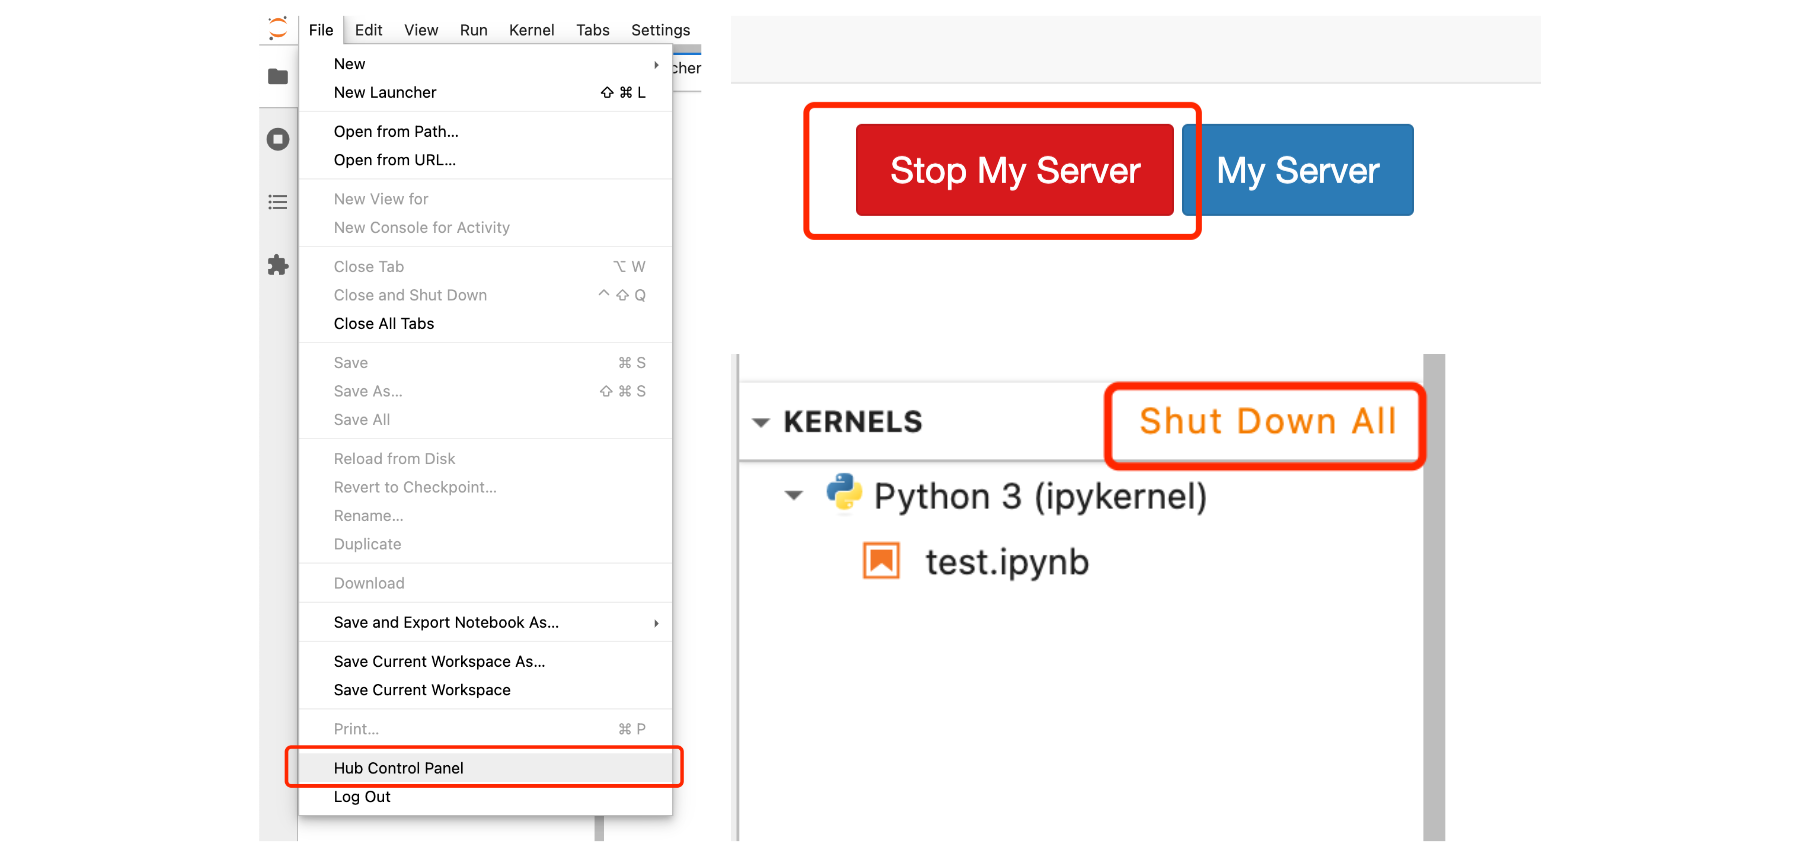 File Edit View Run Kernel Tabs Settings
cher
New
New Launcher ⇧ ⌘ L
Open from Path...
Open from URL...
New View for
New Console for Activity
Close Tab ⌥ W
Close and Shut Down ^ ⇧ Q
Close All Tabs
Save ⌘ S
Save As... ⇧ ⌘ S
Save All
Reload from Disk
Revert to Checkpoint...
Rename...
Duplicate
Download
Save and Export Notebook As...
Save Current Workspace As...
Save Current Workspace
Print... ⌘ P
Hub Control Panel
Log Out
Stop My Server My Server
KERNELS Shut Down All
Python 3 (ipykernel)
test.ipynb